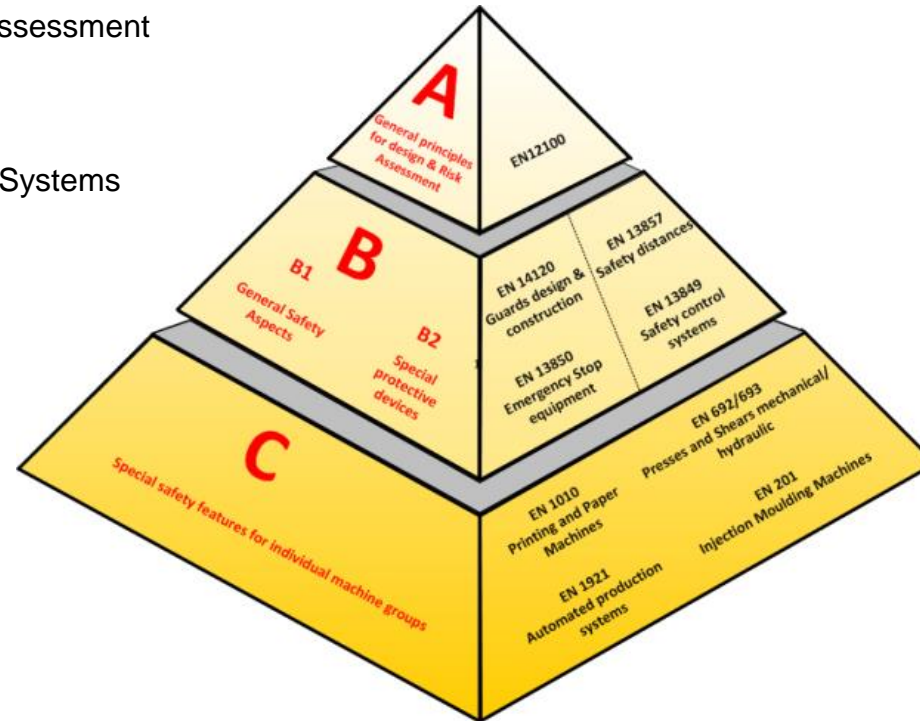 ssessment
Systems
A
General principles
for design & Risk
Assessment
EN12100
B
B1
General Safety
Aspects
B2
Special
protective
devices
EN 14120
Guards design &
construction
EN 13857
Safety distances
EN 13850
Emergency Stop
equipment
EN 13849
Safety control
systems
C
Special safety features for individual machine groups
EN 1010
Printing and Paper
Machines
EN 692/693
Presses and Shears mechanical/
hydraulic
EN 1921
Automated production
systems
EN 201
Injection Moulding Machines